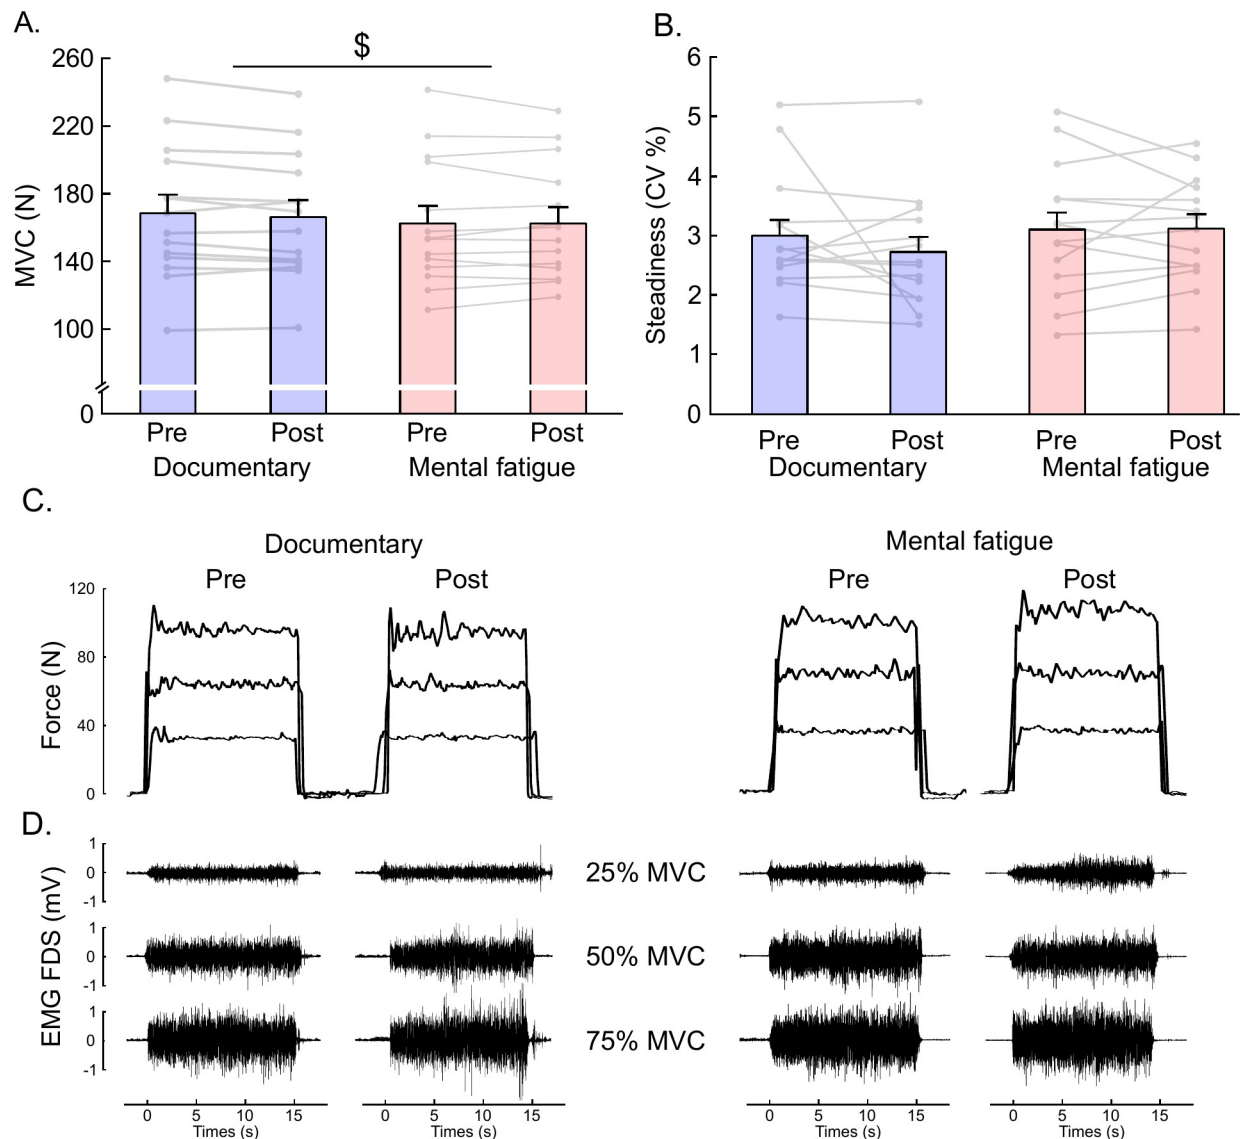 A.
$
260
220
180
140
100
0
MVC (N)
Pre Post Pre Post
Documentary Mental fatigue
B.
6
5
4
3
2
1
0
Steadiness (CV %)
Pre Post Pre Post
Documentary Mental fatigue
C.
Documentary Mental fatigue
Pre Post Pre Post
120
80
40
0
Force (N)
D.
EMG FDS (mV)
1
0
-1
25% MVC
1
0
-1
50% MVC
1
0
-1
75% MVC
0 5 10 15 0 5 10 15 0 5 10 15 0 5 10 15
Times (s) Times (s) Times (s) Times (s)